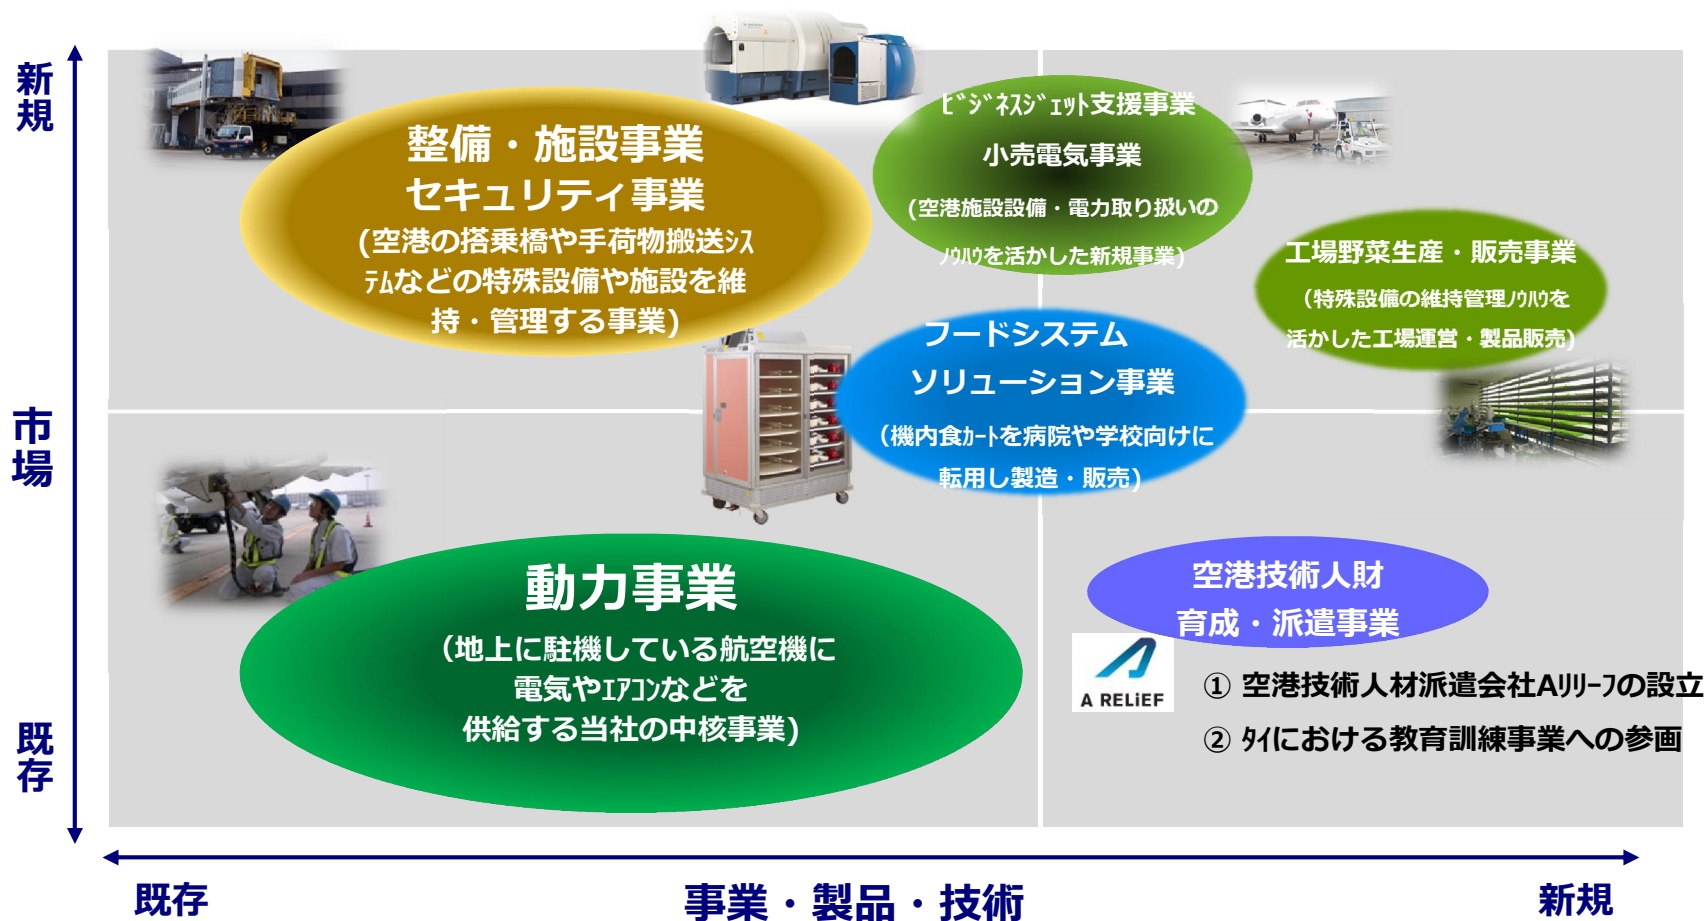 新規
市場
既存
整備・施設事業
セキュリティ事業
(空港の搭乗橋や手荷物搬送ｼｽ
ﾃﾑなどの特殊設備や施設を維
持・管理する事業)
ﾋﾞｼﾞﾈｽｼﾞｪｯﾄ支援事業
小売電気事業
(空港施設設備・電力取り扱いの
ﾉｳﾊｳを活かした新規事業)
工場野菜生産・販売事業
（特殊設備の維持管理ﾉｳﾊｳを
活かした工場運営・製品販売)
フードシステム
ソリューション事業
（機内食ｶｰﾄを病院や学校向けに
転用し製造・販売)
動力事業
（地上に駐機している航空機に
電気やｴｱｺﾝなどを
供給する当社の中核事業)
空港技術人財
育成・派遣事業
A RELiEF
① 空港技術人材派遣会社Aﾘﾘｰﾌの設立
② ﾀｲにおける教育訓練事業への参画
既存
事業・製品・技術
新規